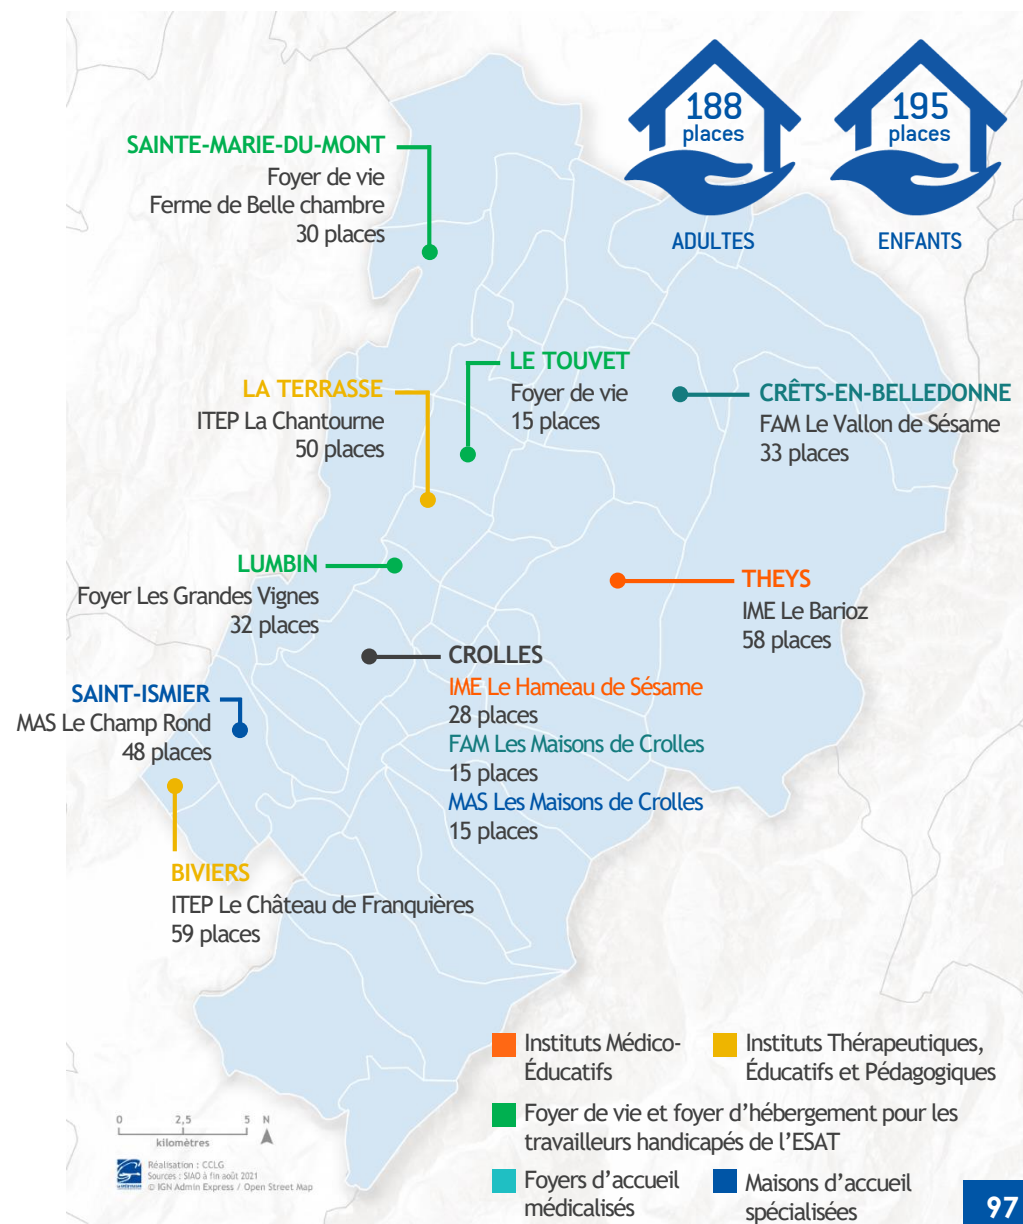 188
places
ADULTES
195
places
ENFANTS
SAINTE-MARIE-DU-MONT
Foyer de vie
Ferme de Belle chambre
30 places
LE TOUVET
Foyer de vie
15 places
LA TERRASSE
ITEP La Chantourne
50 places
CRÊTS-EN-BELLEDONNE
FAM Le Vallon de Sésame
33 places
LUMBIN
Foyer Les Grandes Vignes
32 places
THEYS
IME Le Barioz
58 places
CROLLES
IME Le Hameau de Sésame
28 places
FAM Les Maisons de Crolles
15 places
MAS Les Maisons de Crolles
15 places
SAINT-ISMIER
MAS Le Champ Rond
48 places
BIVIERS
ITEP Le Château de Franquières
59 places
Instituts Médico-
Éducatifs
Instituts Thérapeutiques,
Éducatifs et Pédagogiques
Foyer de vie et foyer d'hébergement pour les
travailleurs handicapés de l'ESAT
Foyers d'accueil
médicalisés
Maisons d'accueil
spécialisées
0 2,5 5 N
kilomètres
Réalisation : CCLG
Sources : SIAO à fin août 2021
© IGN Admin Express / Open Street Map
97